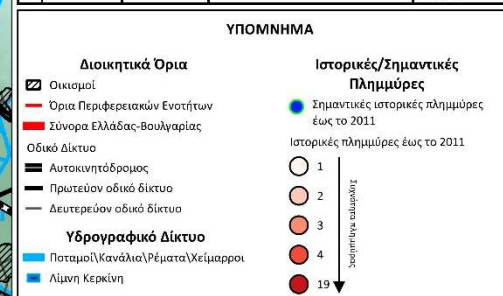 ΥΠΟΜΝΗΜΑ
Διοικητικά Όρια
Οικισμοί
Όρια Περιφερειακών Ενοτήτων
Σύνορα Ελλάδας-Βουλγαρίας
Οδικό Δίκτυο
Αυτοκινητόδρομος
Πρωτεύον οδικό δίκτυο
Δευτερεύον οδικό δίκτυο
Υδρογραφικό Δίκτυο
Ποταμοί\Κανάλια\Ρέματα\Χείμαρροι
Λίμνη Κερκίνη
Ιστορικές/Σημαντικές
Πλημμύρες
Σημαντικές ιστορικές πλημμύρες
έως το 2011
Ιστορικές πλημμύρες έως το 2011
1
2
3
4
19
Συχνότητα πλημμύρας